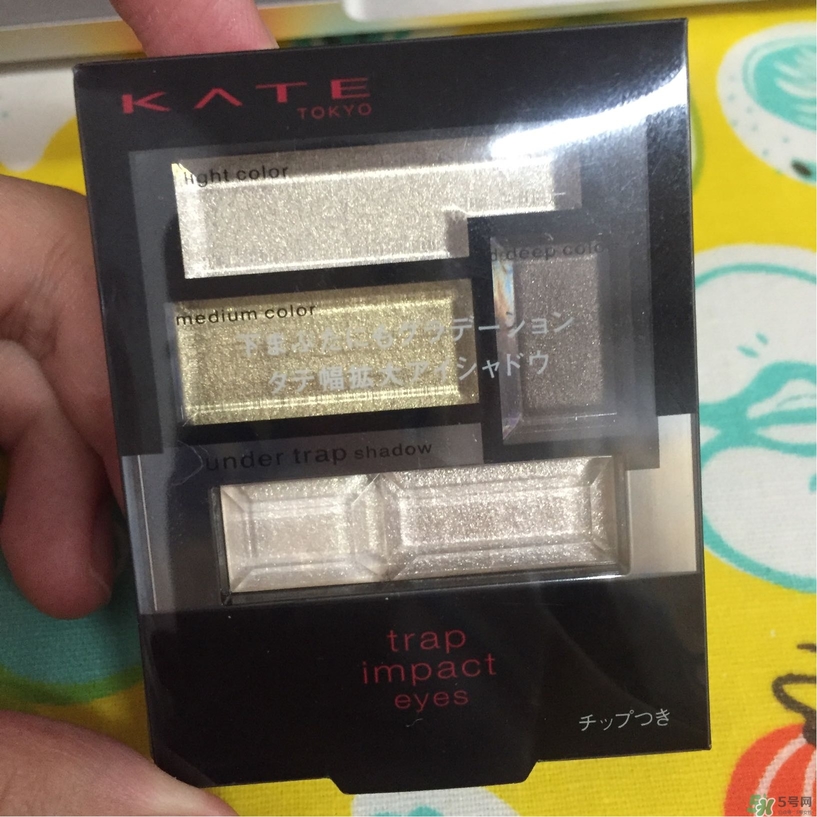 KATE
TOKYO
light color
deep color
medium color
下まぶたにもグラデーション
タテ幅拡大アイシャドウ
under trap shadow
trap
impact
eyes
チップつき
5号网